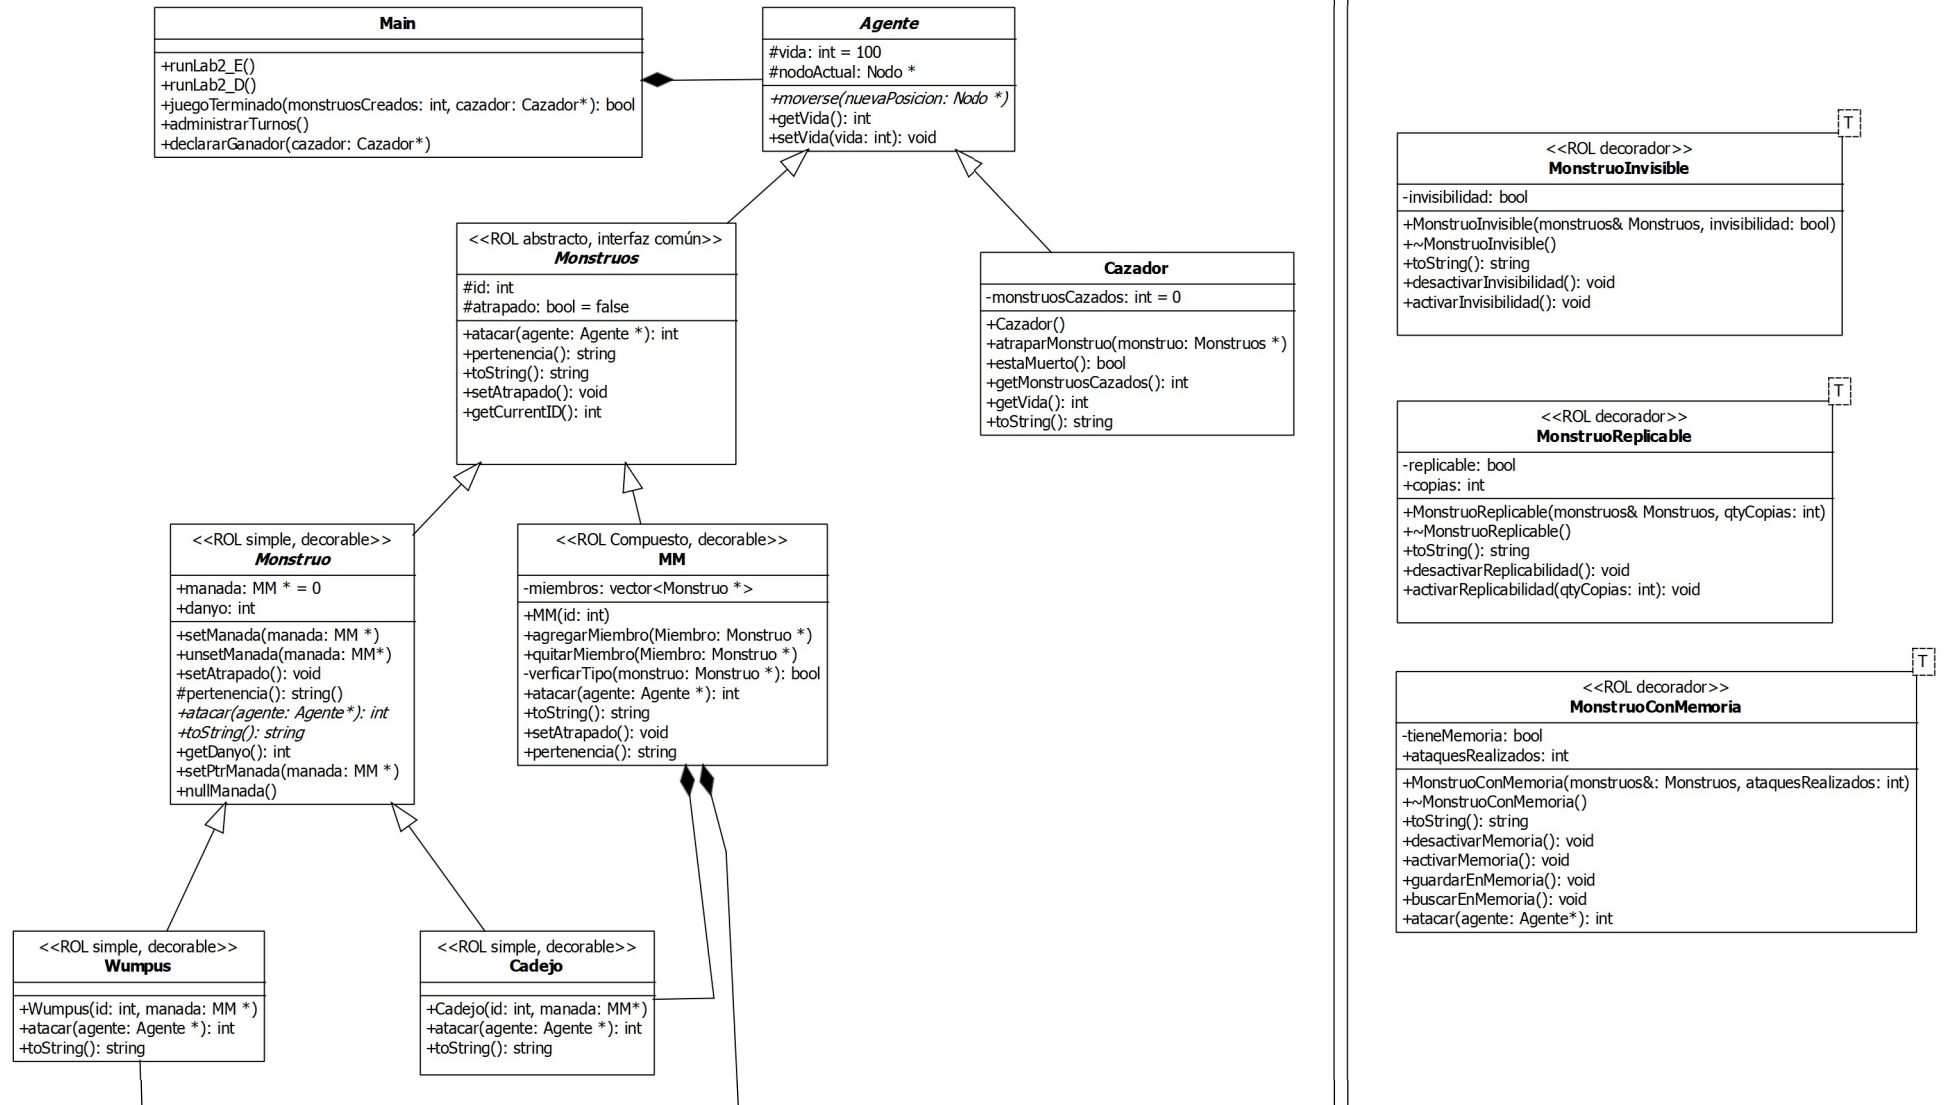 Main
+runLab2_E()
+runLab2_D()
+juegoTerminado(monstruosCreados: int, cazador: Cazador*): bool
+administrarTurnos()
+declararGanador(cazador: Cazador*)
Agente
#vida: int = 100
#nodoActual: Nodo *
+moverse(nuevaPosicion: Nodo *)
+getVida(): int
+setVida(vida: int): void
<<ROL abstracto, interfaz común>>
Monstruos
#id: int
#atrapado: bool = false
+atacar(agente: Agente *): int
+pertenencia(): string
+toString(): string
+setAtrapado(): void
+getCurrentID(): int
Cazador
-monstruosCazados: int = 0
+Cazador()
+atraparMonstruo(monstruo: Monstruos *)
+estaMuerto(): bool
+getMonstruosCazados(): int
+getVida(): int
+toString(): string
<<ROL simple, decorable>>
Monstruo
+manada: MM * = 0
+danyo: int
+setManada(manada: MM *)
+unsetManada(manada: MM*)
+setAtrapado(): void
#pertenencia(): string()
+atacar(agente: Agente*): int
+toString(): string
+getDanyo(): int
+setPtrManada(manada: MM *)
+nullManada()
<<ROL Compuesto, decorable>>
MM
-miembros: vector<Monstruo *>
+MM(id: int)
+agregarMiembro(Miembro: Monstruo *)
+quitarMiembro(Miembro: Monstruo *)
-verficarTipo(monstruo: Monstruo *): bool
+atacar(agente: Agente *): int
+toString(): string
+setAtrapado(): void
+pertenencia(): string
<<ROL simple, decorable>>
Wumpus
+Wumpus(id: int, manada: MM *)
+atacar(agente: Agente *): int
+toString(): string
<<ROL simple, decorable>>
Cadejo
+Cadejo(id: int, manada: MM*)
+atacar(agente: Agente *): int
+toString(): string
T
<<ROL decorador>>
MonstruoInvisible
-invisibilidad: bool
+MonstruoInvisible(monstruos& Monstruos, invisibilidad: bool)
+~MonstruoInvisible()
+toString(): string
+desactivarInvisibilidad(): void
+activarInvisibilidad(): void
T
<<ROL decorador>>
MonstruoReplicable
-replicable: bool
+copias: int
+MonstruoReplicable(monstruos& Monstruos, qtyCopias: int)
+~MonstruoReplicable()
+toString(): string
+desactivarReplicabilidad(): void
+activarReplicabilidad(qtyCopias: int): void
T
<<ROL decorador>>
MonstruoConMemoria
-tieneMemoria: bool
+ataquesRealizados: int
+MonstruoConMemoria(monstruos&: Monstruos, ataquesRealizados: int)
+~MonstruoConMemoria()
+toString(): string
+desactivarMemoria(): void
+activarMemoria(): void
+guardarEnMemoria(): void
+buscarEnMemoria(): void
+atacar(agente: Agente*): int